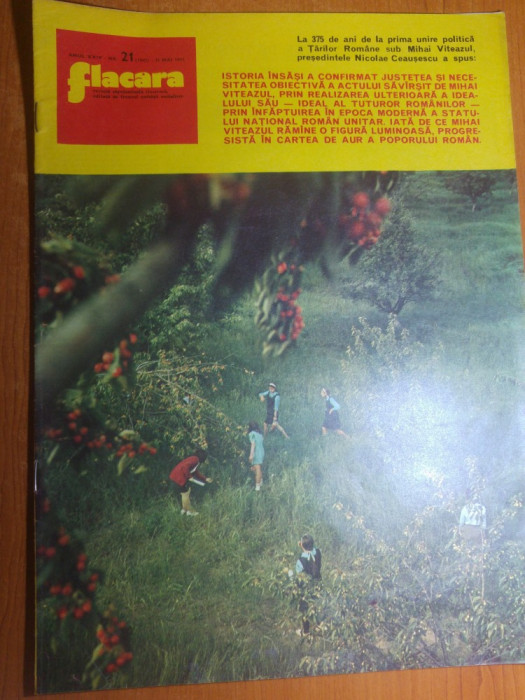 La 375 de ani de la prima unire politică
a Țărilor Române sub Mihai Viteazul,
președintele Nicolae Ceaușescu a spus:
21
flacăra
ISTORIA ÎNSĂȘI A CONFIRMAT JUSTEȚEA ȘI NECE-
SITATEA OBIECTIVĂ A ACTULUI SĂVÎRȘIT DE MIHAI
VITEAZUL, PRIN REALIZAREA ULTERIOARĂ A IDEA-
LULUI SĂU — IDEAL AL TUTUROR ROMÂNILOR —
PRIN ÎNFĂPTUIREA ÎN EPOCA MODERNĂ A STATU-
LUI NAȚIONAL ROMÂN UNITAR. IATĂ DE CE MIHAI
VITEAZUL RĂMÎNE O FIGURĂ LUMINOASĂ, PROGRE-
SISTĂ ÎN CARTEA DE AUR A POPORULUI ROMÂN.